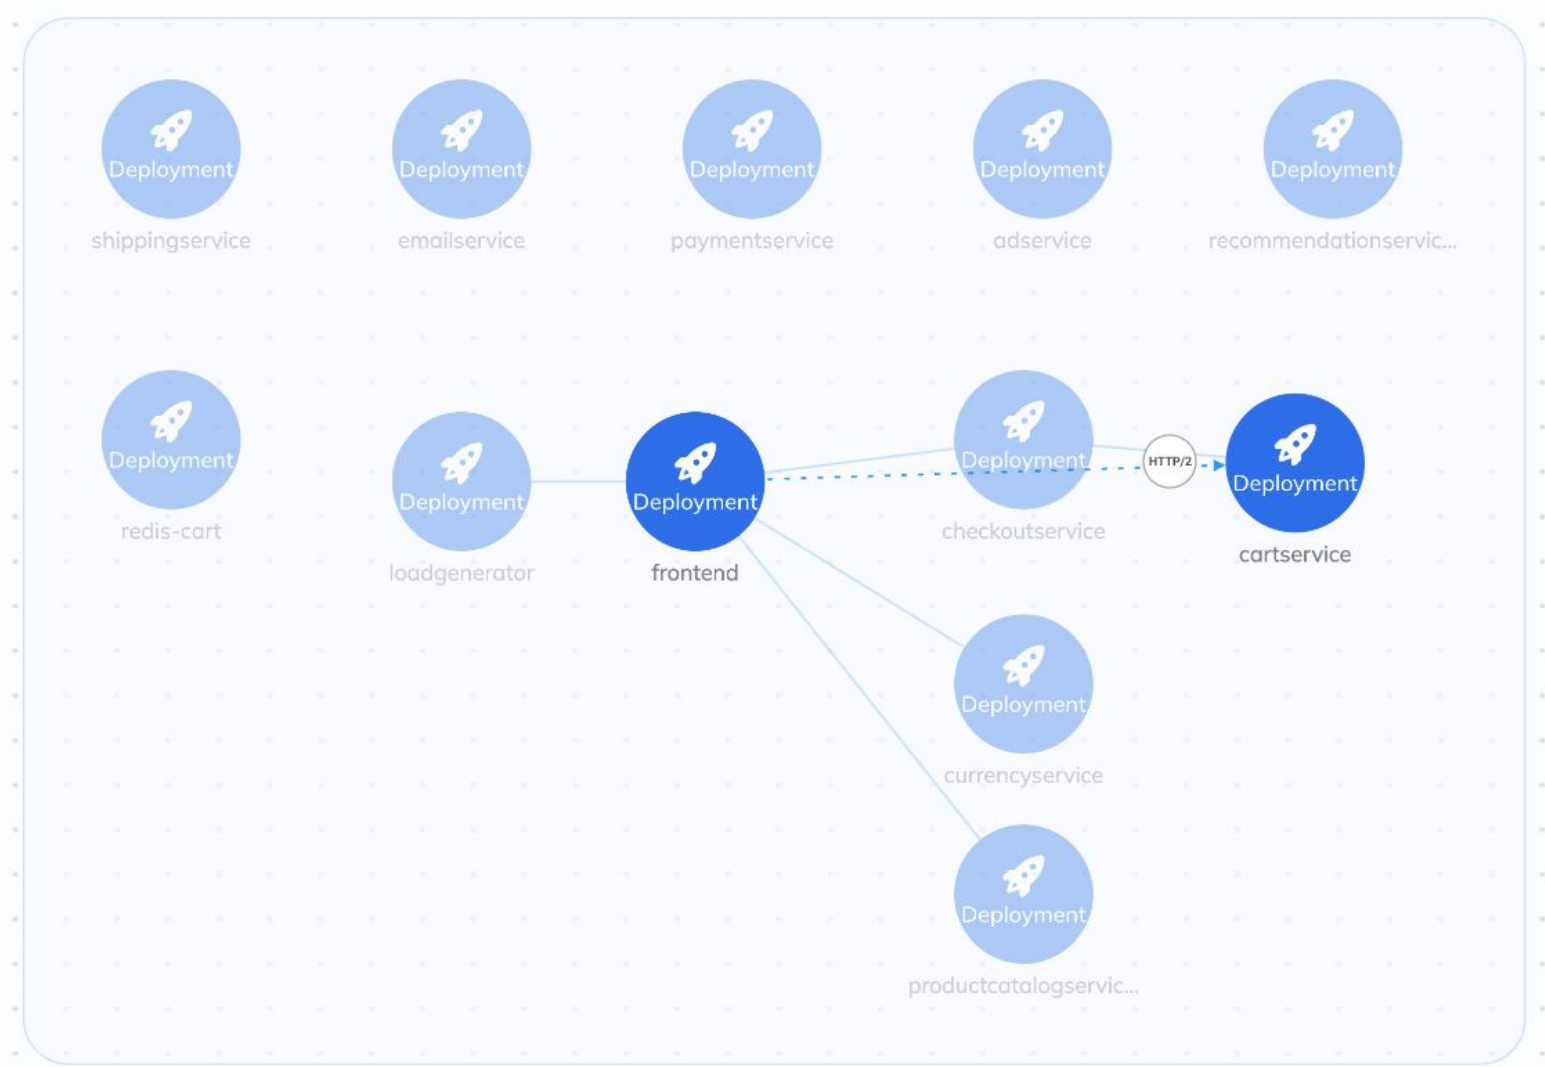 Deployment
shippingservice
Deployment
emailservice
Deployment
paymentservice
Deployment
adservice
Deployment
recommendationservic...
Deployment
redis-cart
Deployment
loadgenerator
Deployment
frontend
Deployment
checkoutservice
HTTP/2
Deployment
cartservice
Deployment
currencyservice
Deployment
productcatalogservic...